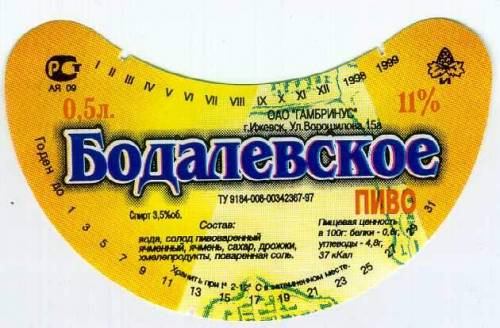 I II III IV V VI VII VIII IX X XI XII 1998 1999
РСТ
АЯ 09
И
0,5л.
11%
ОАО "ГАМБРИНУС"
г.Ижевск. Ул.Ворошилова, 15а
Бодалевское
ТУ 9184-006-00342367-97
ПИВО
Спирт 3,5%об.
Состав:
вода, солод пивоваренный
ячменный, ячмень, сахар, дрожжи,
хмелепродукты, поваренная соль.
Пищевая ценность
в 100г: белки - 0,6г,
углеводы - 4,8г,
37 кКал
Хранить при t° 2-12° С в затемненном месте.
Годен до
1 3 5 7 9 11 13 15 17 19 21 23 25 27 29 31